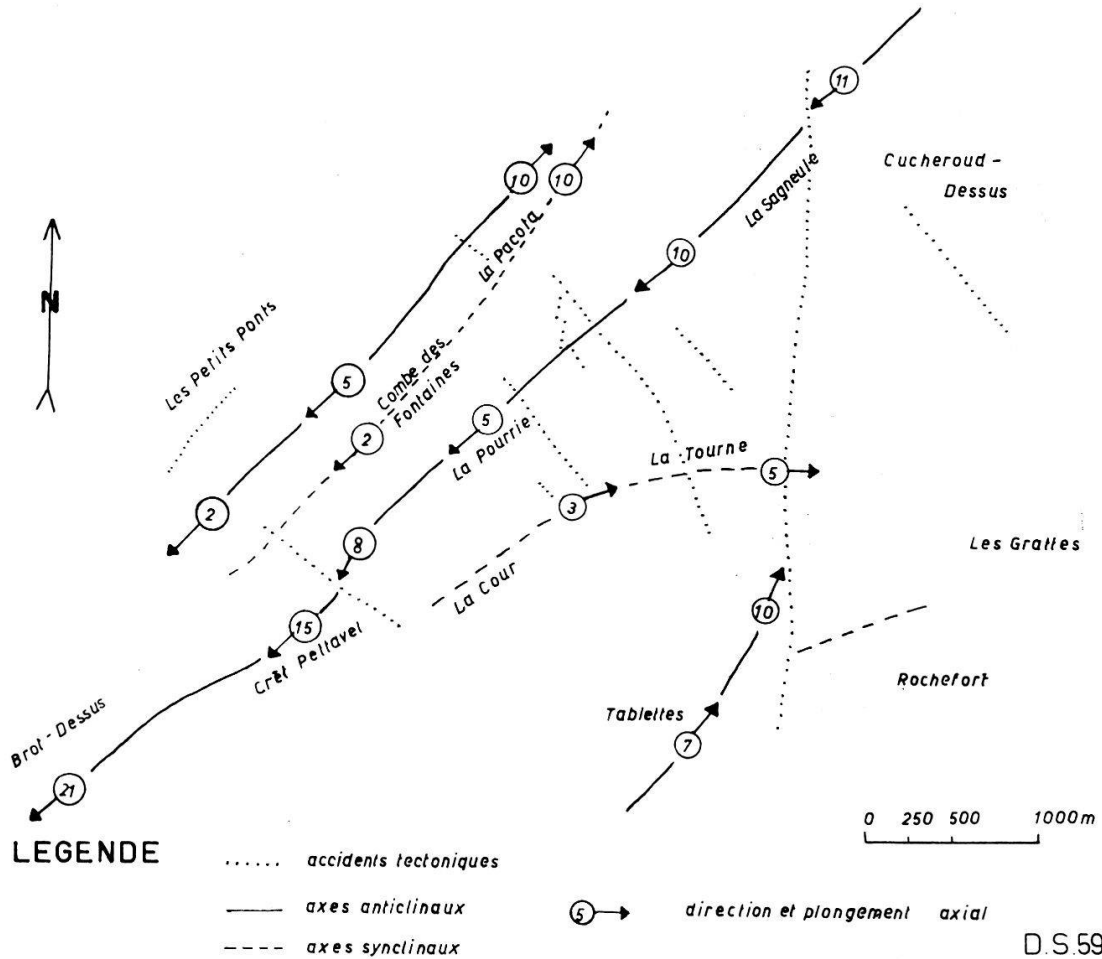 11
Cucheroud-
Dessus
La Sagneule
10
10
La Pacota
10
N
Les Petits Ponts
5
Combe des
Fontaines
2
5
La Pourrie
La Tourne
5
2
3
8
Les Grattes
La Cour
10
15
Crêt Peltavel
Rochefort
Tablettes
7
Brot-Dessus
21
0 250 500 1000m
LEGENDE
accidents tectoniques
axes anticlinaux
5 direction et plongement axial
axes synclinaux
D.S.59